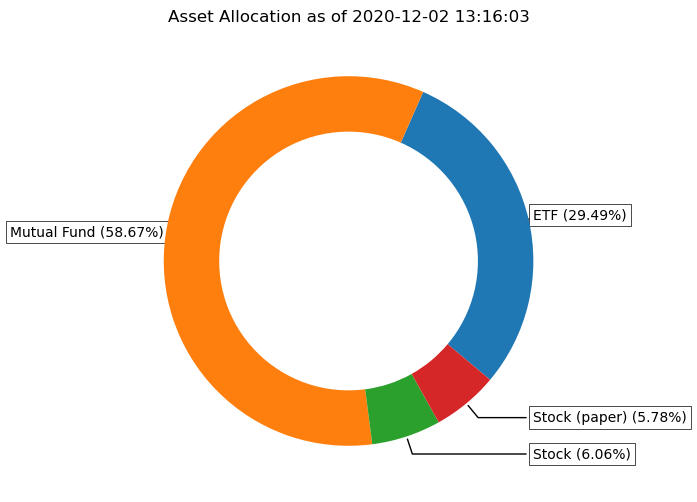 Asset Allocation as of 2020-12-02 13:16:03
ETF (29.49%)
Mutual Fund (58.67%)
Stock (paper) (5.78%)
Stock (6.06%)